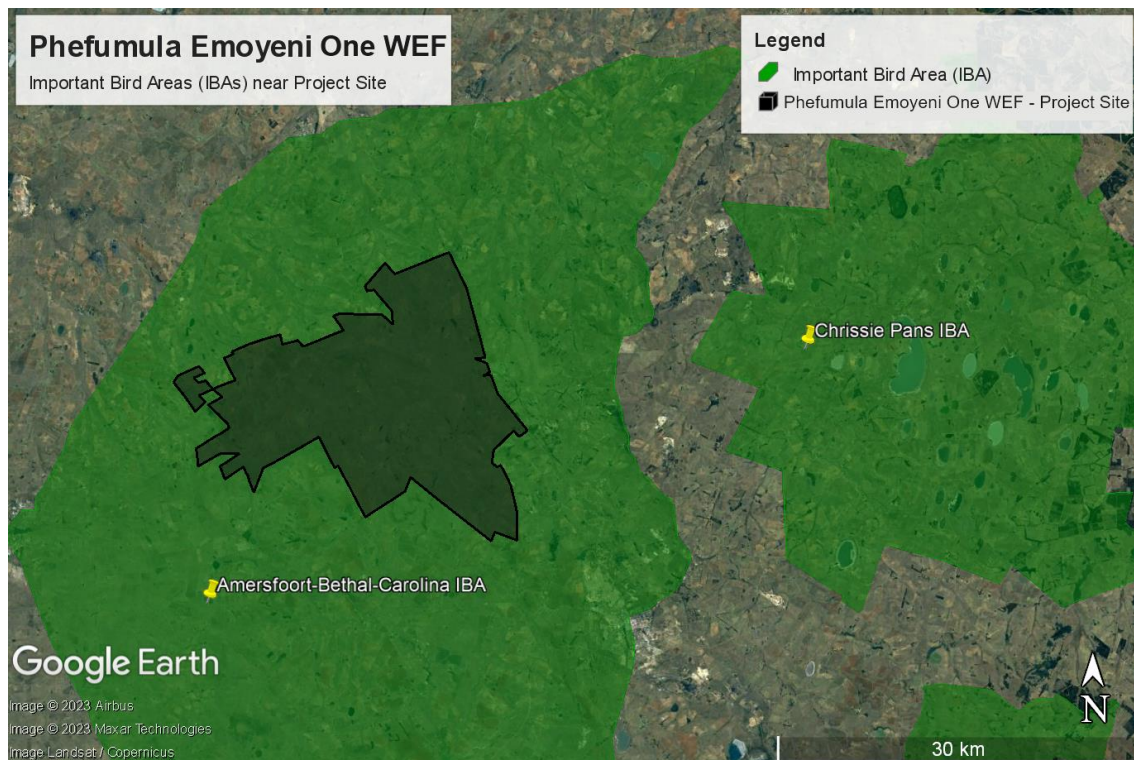 Phefumula Emoyeni One WEF
Important Bird Areas (IBAs) near Project Site
Legend
Important Bird Area (IBA)
Phefumula Emoyeni One WEF - Project Site
Chrissie Pans IBA
Amersfoort-Bethal-Carolina IBA
Google Earth
Image © 2023 Airbus
Image © 2023 Maxar Technologies
Image Landsat / Copernicus
N
30 km